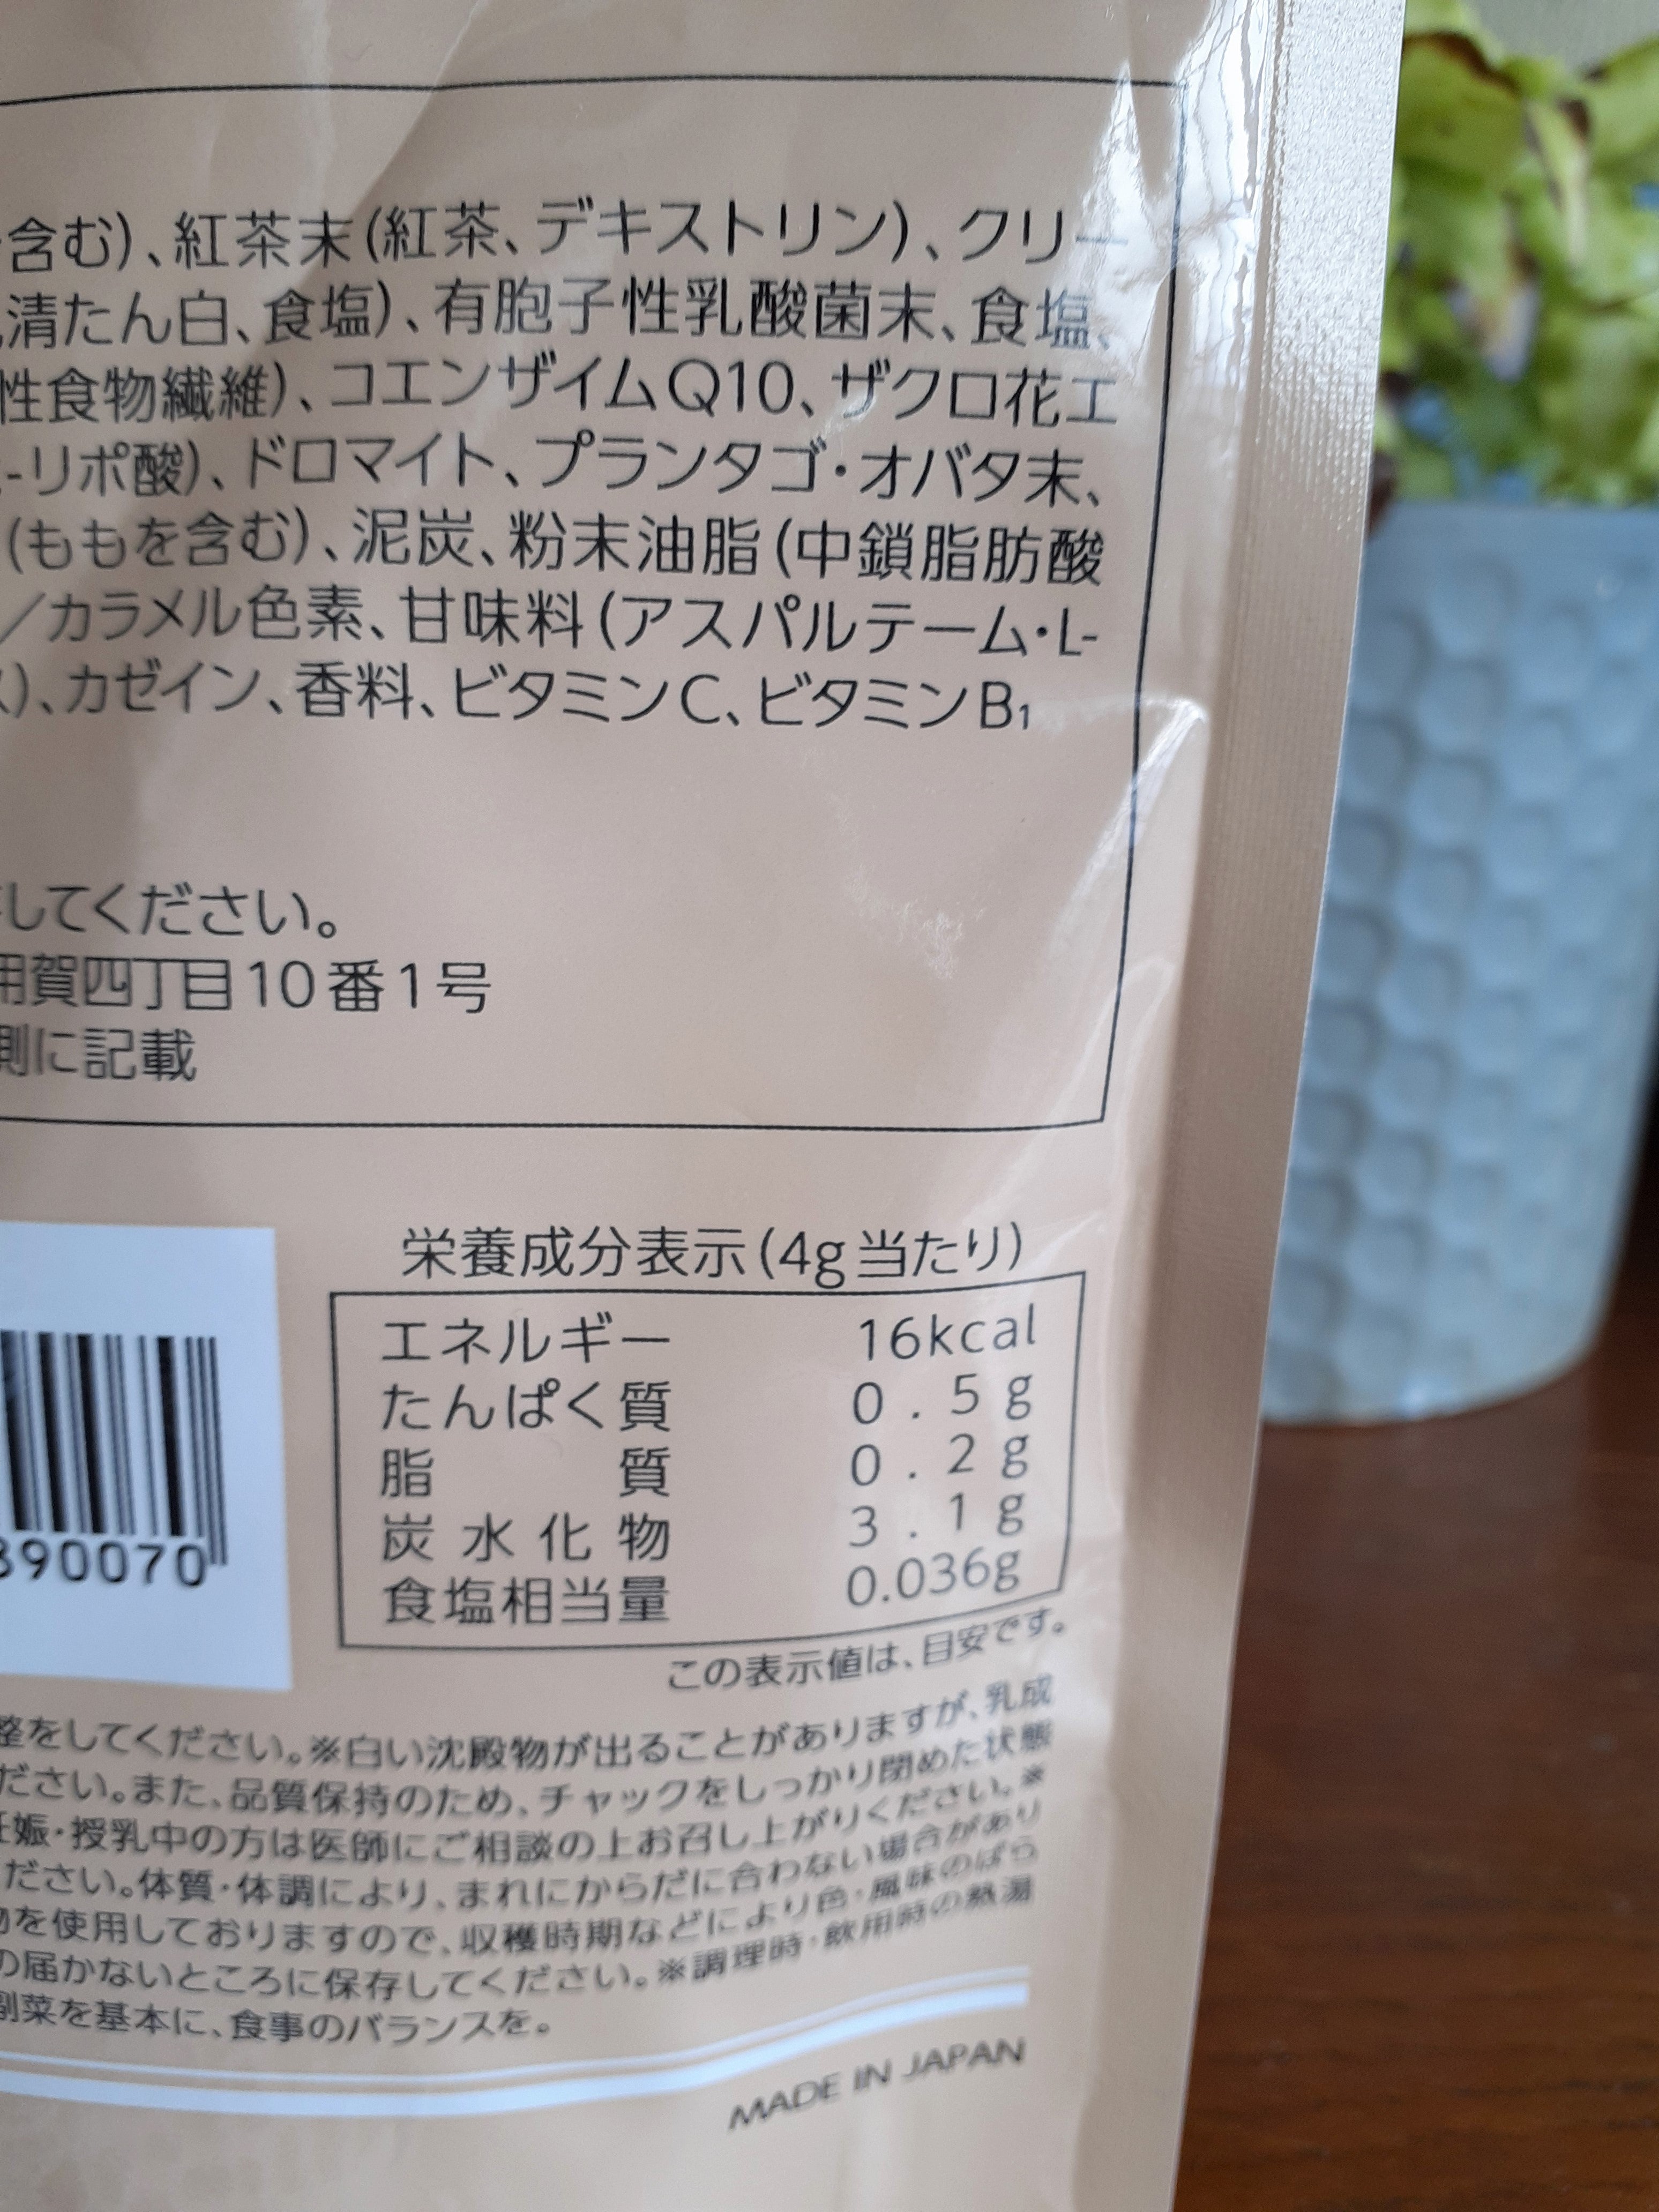 含む)、紅茶末(紅茶、デキストリン)、クリー
清たん白、食塩)、有胞子性乳酸菌末、食塩、
性食物繊維)、コエンザイムQ10、ザクロ花エ
-リポ酸)、ドロマイト、プランタゴ・オバタ末、
(ももを含む)、泥炭、粉末油脂(中鎖脂肪酸
/カラメル色素、甘味料(アスパルテーム・L-
)、カゼイン、香料、ビタミンC、ビタミンB₁
してください。
用賀四丁目10番1号
側に記載
栄養成分表示(4g当たり)
エネルギー 16kcal
たんぱく質 0.5g
脂質 0.2g
炭水化物 3.1g
食塩相当量 0.036g
この表示値は、目安です。
890070
整をしてください。※白い沈殿物が出ることがありますが、乳成
ださい。また、品質保持のため、チャックをしっかり閉めた状態
妊娠・授乳中の方は医師にご相談の上お召し上がりください。※
ださい。体質・体調により、まれにからだに合わない場合があり
物を使用しておりますので、収穫時期などにより色・風味のばら
の届かないところに保存してください。※調理時・飲用時の熱湯
副菜を基本に、食事のバランスを。
MADE IN JAPAN